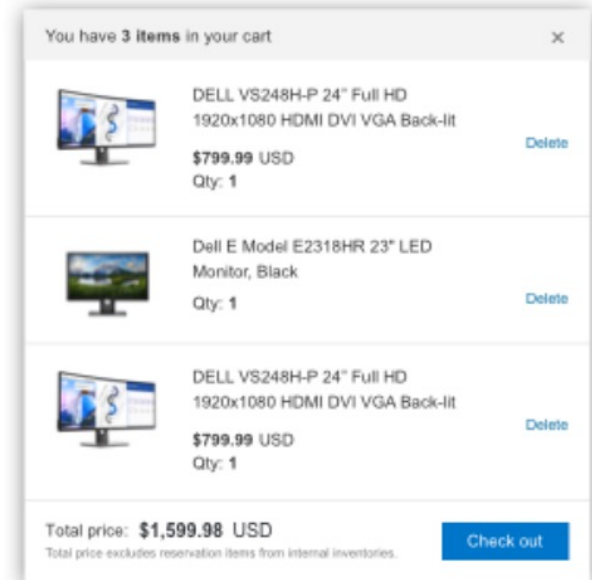 You have 3 items in your cart ×
DELL VS248H-P 24" Full HD
1920x1080 HDMI DVI VGA Back-lit
$799.99 USD
Qty: 1
Delete
Dell E Model E2318HR 23" LED
Monitor, Black
Qty: 1
Delete
DELL VS248H-P 24" Full HD
1920x1080 HDMI DVI VGA Back-lit
$799.99 USD
Qty: 1
Delete
Total price: $1,599.98 USD
Total price excludes reservation items from internal inventories.
Check out